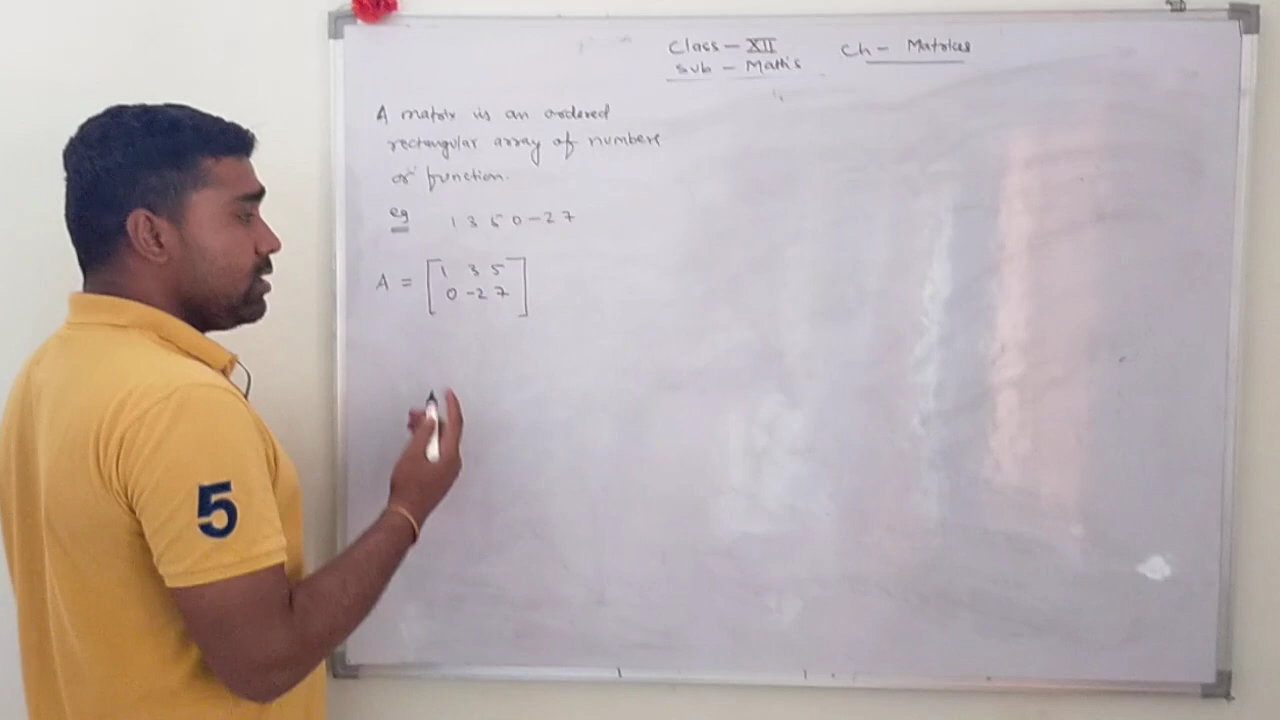 Class - XII
Sub - Maths
Ch - Matrices
A matrix is an ordered
rectangular array of numbers
or function.
eg 1 3 5 0 -2 7
A = [ 1 3 5
0 -2 7 ]
5